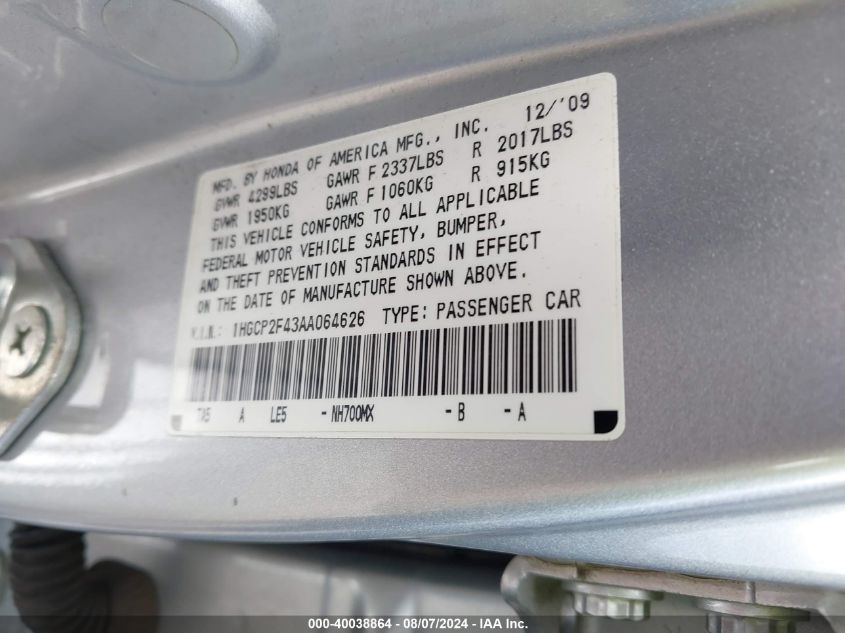 12/'09
MFD. BY HONDA OF AMERICA MFG., INC.
GVWR 4299LBS GAWR F 2337LBS R 2017LBS
GVWR 1950KG GAWR F 1060KG R 915KG
THIS VEHICLE CONFORMS TO ALL APPLICABLE
FEDERAL MOTOR VEHICLE SAFETY, BUMPER,
AND THEFT PREVENTION STANDARDS IN EFFECT
ON THE DATE OF MANUFACTURE SHOWN ABOVE.
V.I.N.: 1HGCP2F43AA064626 TYPE: PASSENGER CAR
TA5 A LE5 -NH700MX -B -A
000-40038864 - 08/07/2024 - IAA Inc.